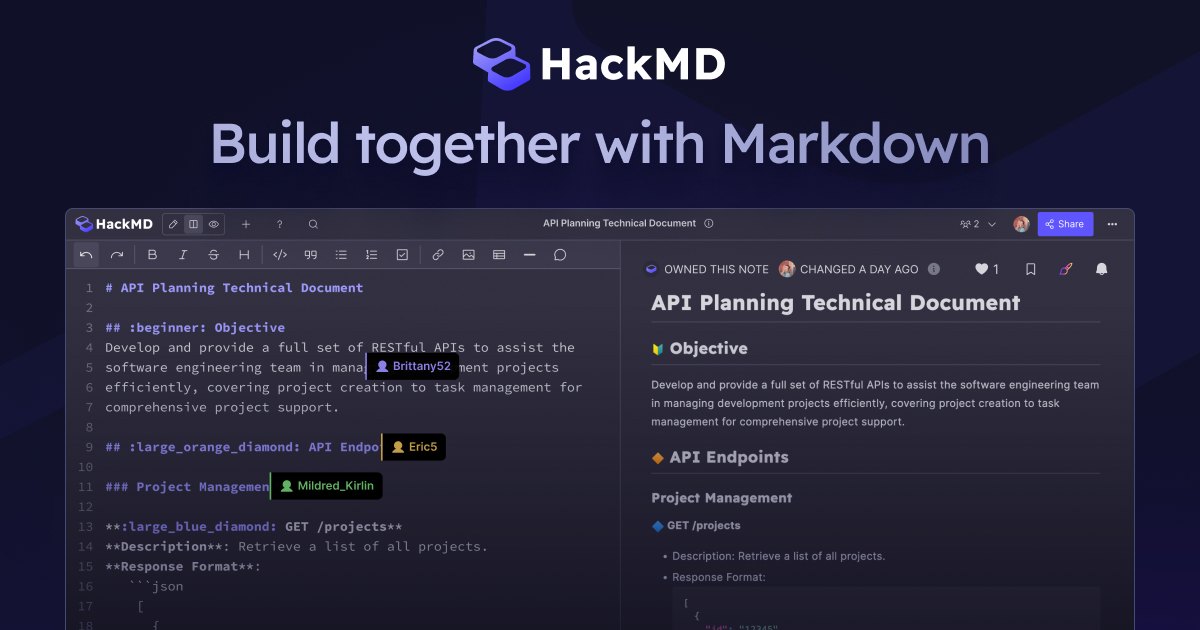 HackMD
Build together with Markdown
HackMD
?
API Planning Technical Document
2
Share
B
I
S
H
1 # API Planning Technical Document
2
3 ## :beginner: Objective
4 Develop and provide a full set of RESTful APIs to assist the
5 software engineering team in mana
Brittany52
ment projects
6 efficiently, covering project creation to task management for
7 comprehensive project support.
8
9 ## :large_orange_diamond: API Endpo
Eric5
10
11 ### Project Managemen
Mildred_Kirlin
12
13 **:large_blue_diamond: GET /projects**
14 **Description**: Retrieve a list of all projects.
15 **Response Format**:
16 ```json
17 [
18 {
OWNED THIS NOTE CHANGED A DAY AGO
1
API Planning Technical Document
Objective
Develop and provide a full set of RESTful APIs to assist the software engineering team
in managing development projects efficiently, covering project creation to task
management for comprehensive project support.
API Endpoints
Project Management
GET /projects
• Description: Retrieve a list of all projects.
• Response Format:
[
{
"id": "12345"